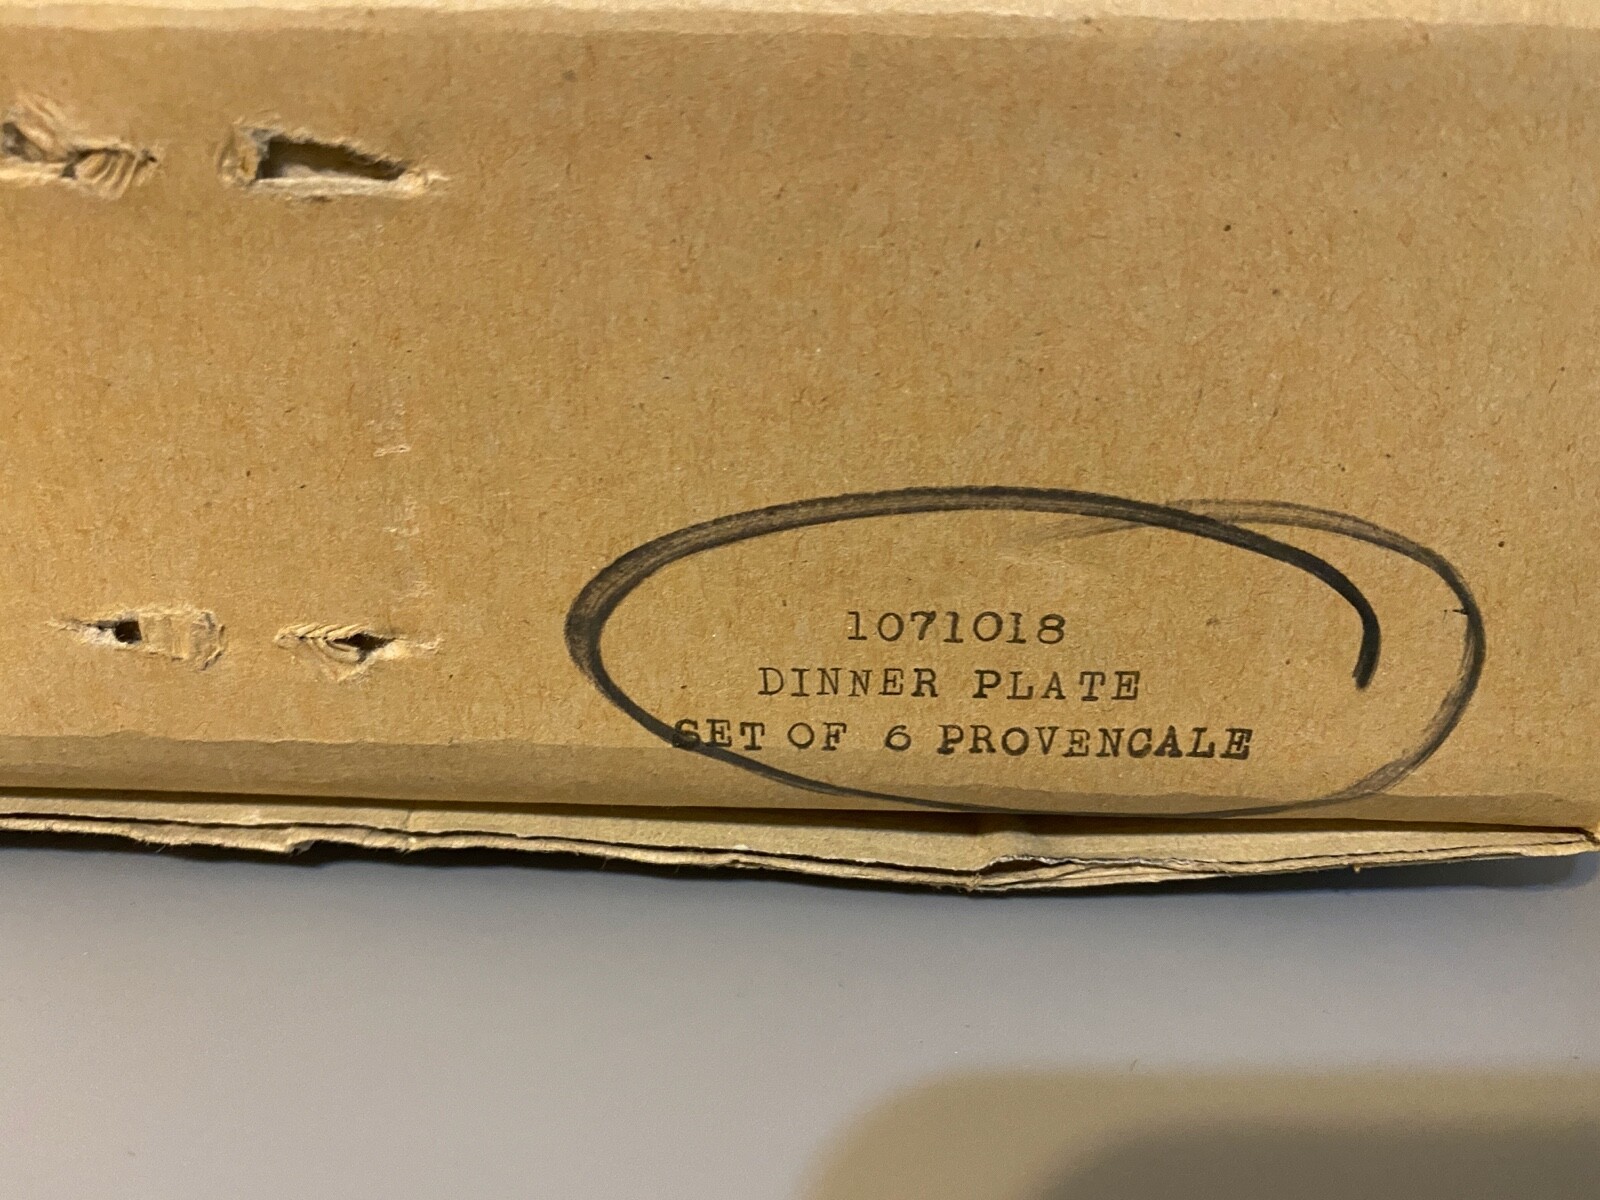 1071018
DINNER PLATE
SET OF 6 PROVENCALE